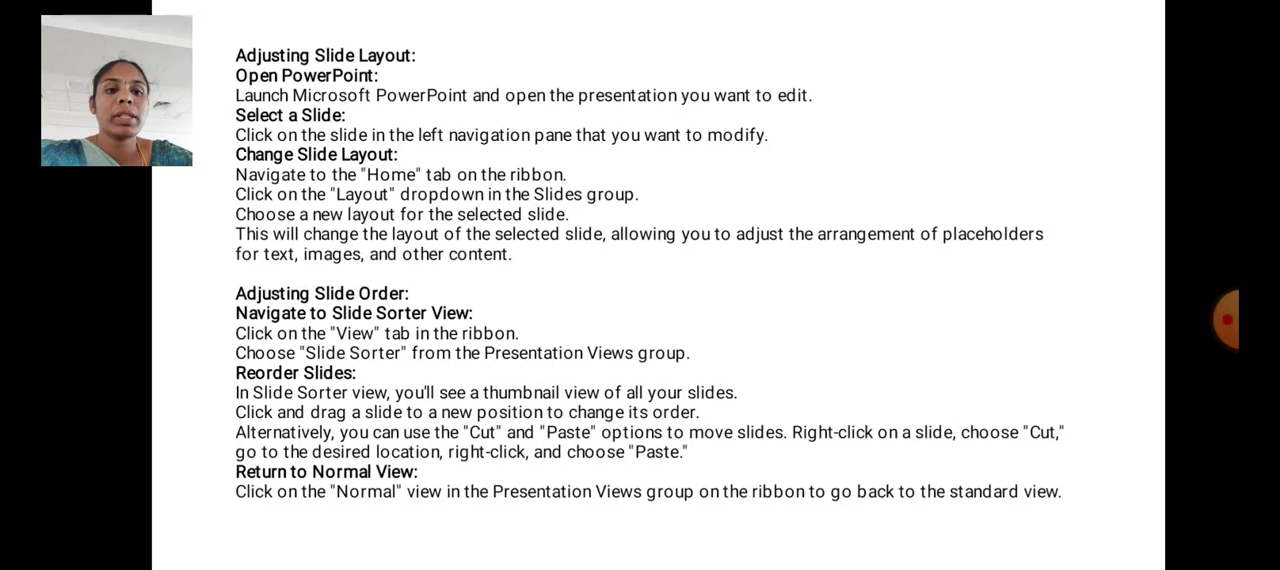 Adjusting Slide Layout:
Open PowerPoint:
Launch Microsoft PowerPoint and open the presentation you want to edit.
Select a Slide:
Click on the slide in the left navigation pane that you want to modify.
Change Slide Layout:
Navigate to the "Home" tab on the ribbon.
Click on the "Layout" dropdown in the Slides group.
Choose a new layout for the selected slide.
This will change the layout of the selected slide, allowing you to adjust the arrangement of placeholders
for text, images, and other content.
Adjusting Slide Order:
Navigate to Slide Sorter View:
Click on the "View" tab in the ribbon.
Choose "Slide Sorter" from the Presentation Views group.
Reorder Slides:
In Slide Sorter view, you'll see a thumbnail view of all your slides.
Click and drag a slide to a new position to change its order.
Alternatively, you can use the "Cut" and "Paste" options to move slides. Right-click on a slide, choose "Cut,"
go to the desired location, right-click, and choose "Paste."
Return to Normal View:
Click on the "Normal" view in the Presentation Views group on the ribbon to go back to the standard view.